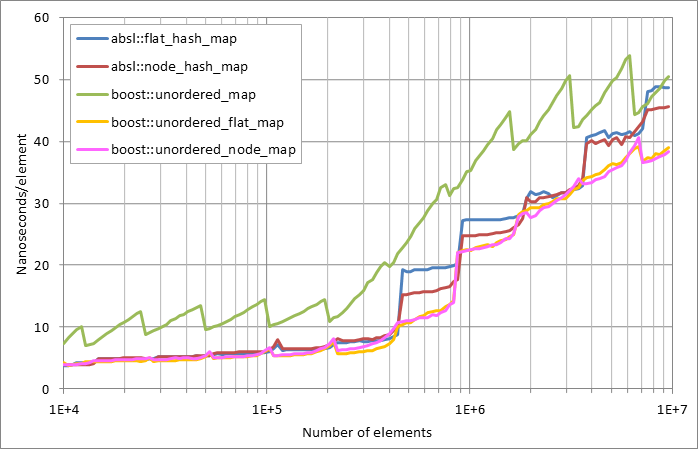 60
50
40
30
20
10
0
Nanoseconds/element
absl::flat_hash_map
absl::node_hash_map
boost::unordered_map
boost::unordered_flat_map
boost::unordered_node_map
1E+4 1E+5 1E+6 1E+7
Number of elements